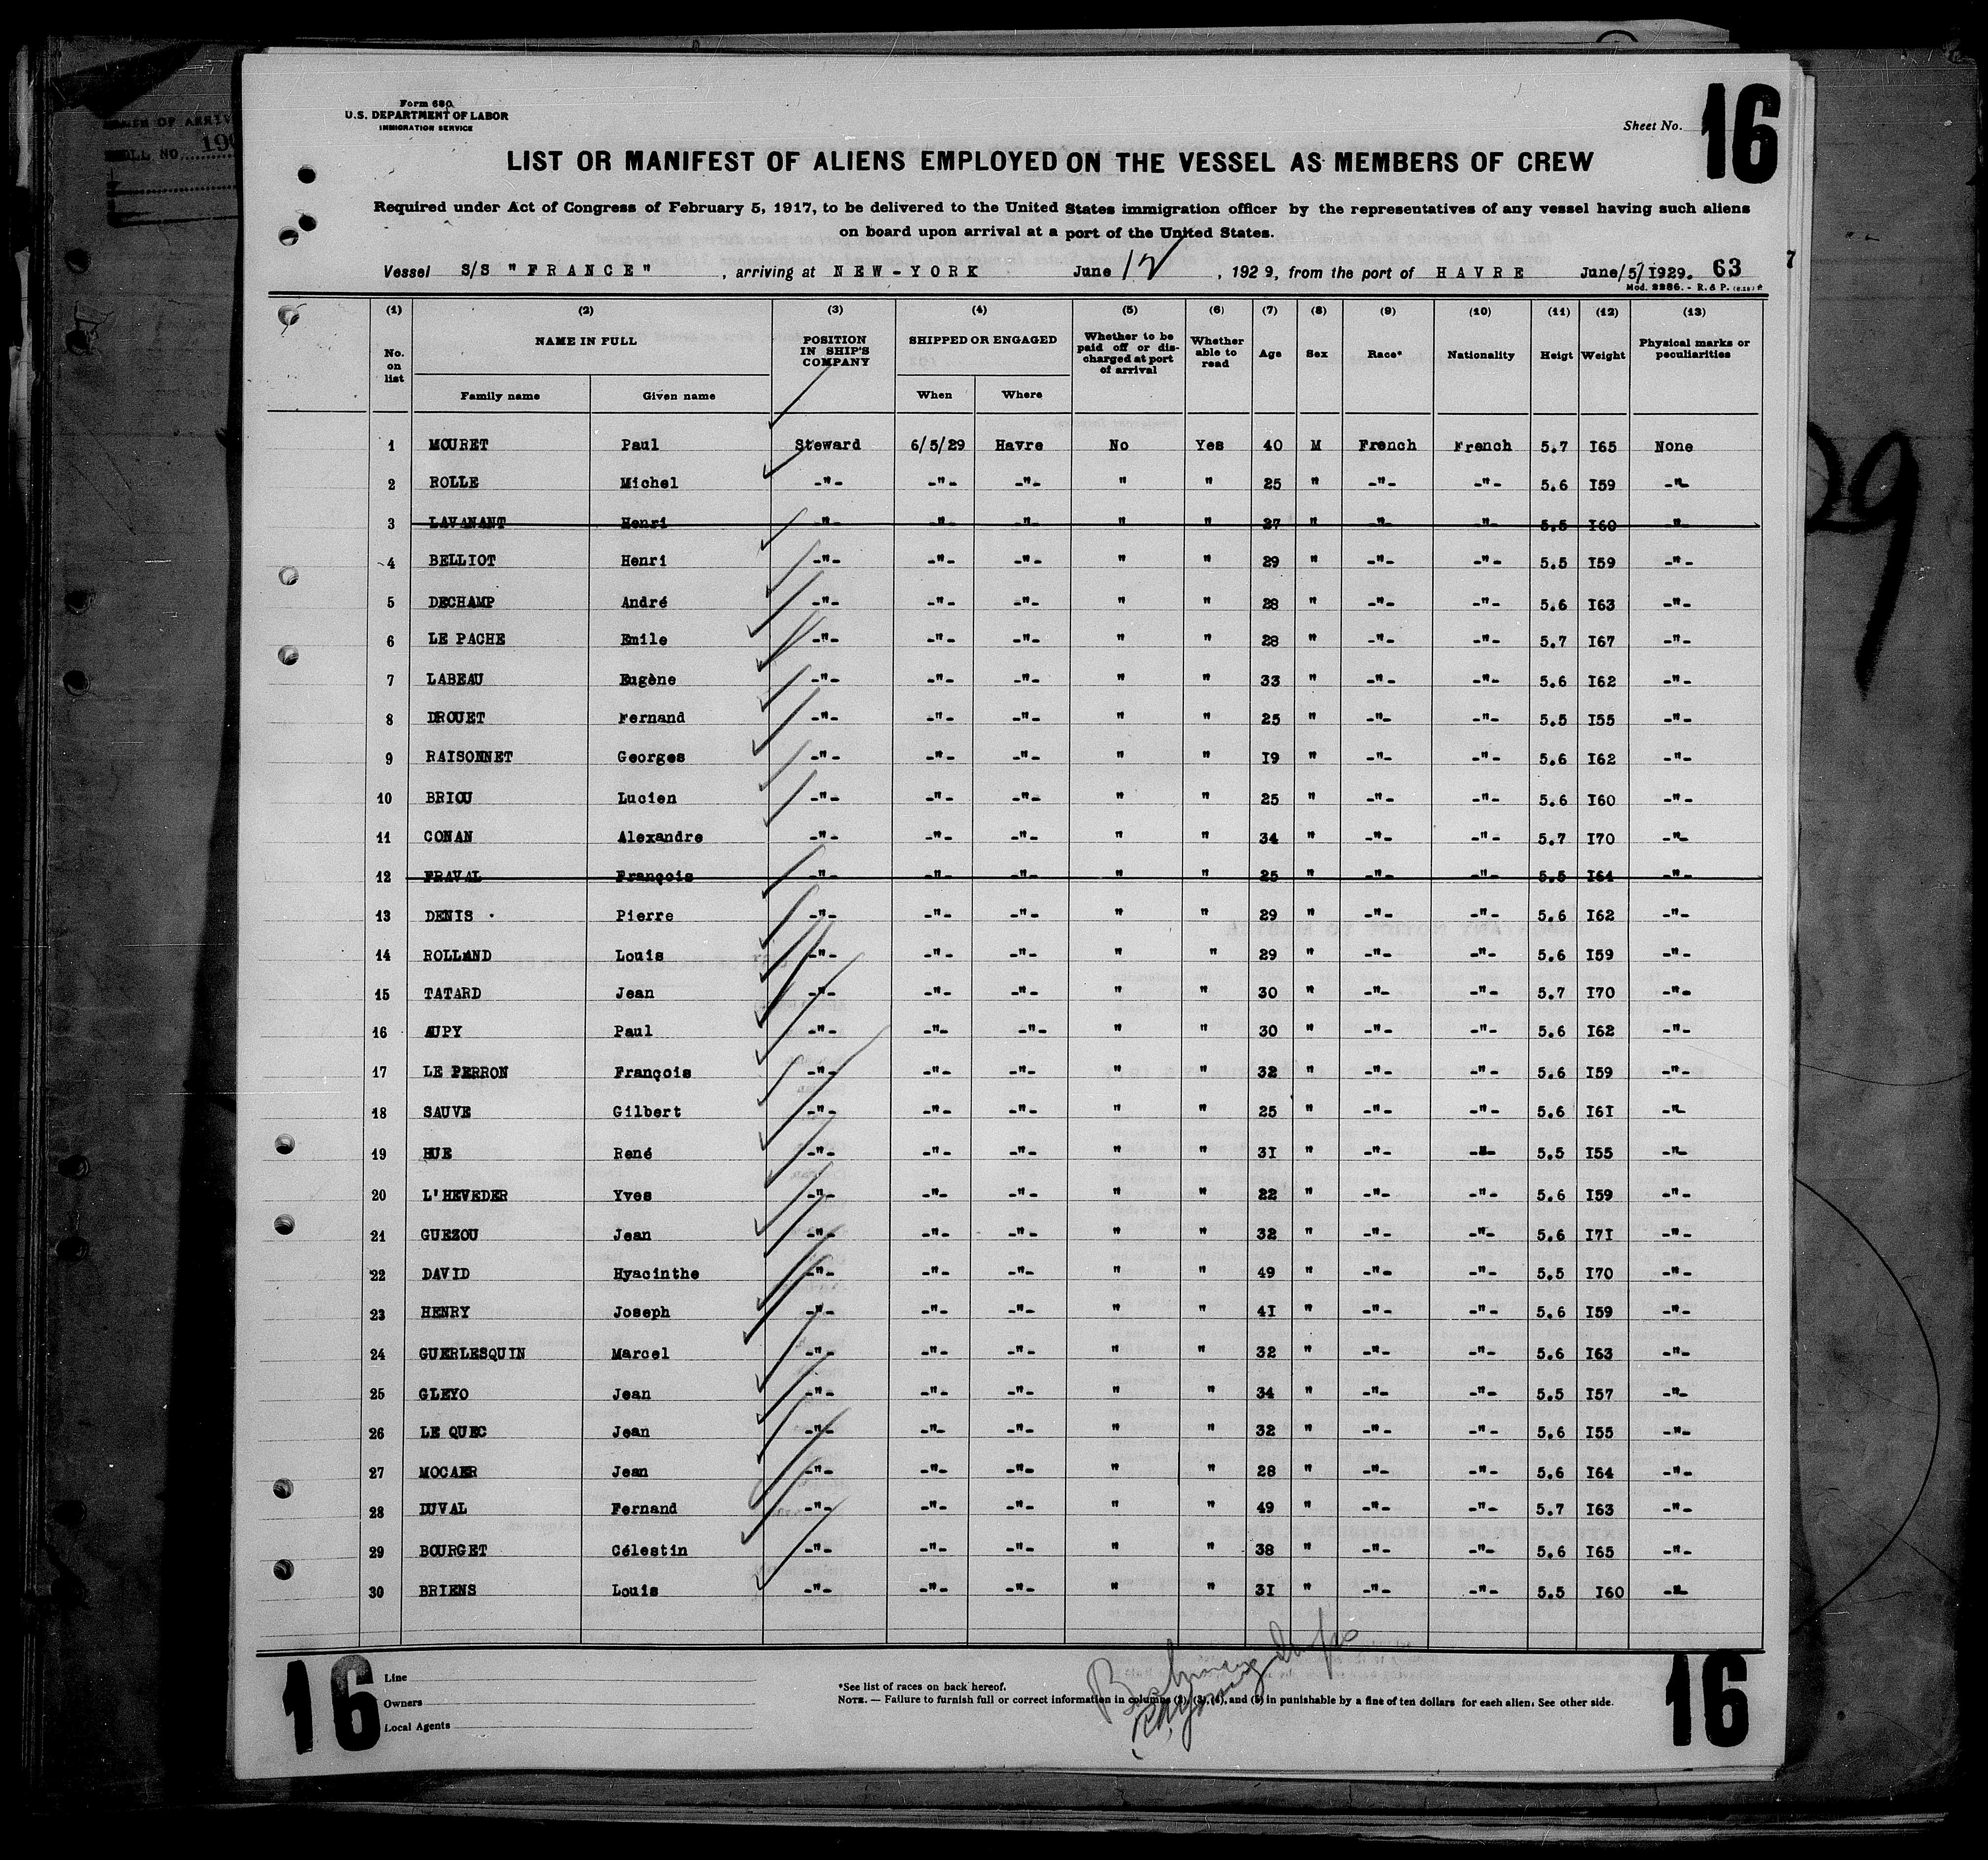 Form 680
U.S. DEPARTMENT OF LABOR
IMMIGRATION SERVICE
Sheet No. 16
LIST OR MANIFEST OF ALIENS EMPLOYED ON THE VESSEL AS MEMBERS OF CREW
Required under Act of Congress of February 5, 1917, to be delivered to the United States immigration officer by the representatives of any vessel having such aliens
on board upon arrival at a port of the United States.
Vessel S/S "FRANCE", arriving at NEW-YORK June 12, 1929, from the port of HAVRE June/5/1929. 63
Mod. 2286. - R. & P.
(1) (2) (3) (4) (5) (6) (7) (8) (9) (10) (11) (12) (13)
No. on list NAME IN FULL POSITION IN SHIP'S COMPANY SHIPPED OR ENGAGED Whether to be paid off or discharged at port of arrival Whether able to read Age Sex Race* Nationality Heigt Weight Physical marks or peculiarities
Family name Given name When Where
1 MOURET Paul Steward 6/5/29 Havre No Yes 40 M French French 5.7 I65 None
2 ROLLE Michel -"- -"- -"- " " 25 " -"- -"- 5.6 I59 -"-
3 LAVANANT Henri -"- -"- -"- " " 27 " -"- -"- 5.5 I60 -"-
4 BELLIOT Henri -"- -"- -"- " " 29 " -"- -"- 5.5 I59 -"-
5 DECHAMP André -"- -"- -"- " " 28 " -"- -"- 5.6 I63 -"-
6 LE PACHE Emile -"- -"- -"- " " 28 " -"- -"- 5.7 I67 -"-
7 LABEAU Eugène -"- -"- -"- " " 33 " -"- -"- 5.6 I62 -"-
8 DROUET Fernand -"- -"- -"- " " 25 " -"- -"- 5.5 I55 -"-
9 RAISONNET Georges -"- -"- -"- " " I9 " -"- -"- 5.6 I62 -"-
10 BRIOU Lucien -"- -"- -"- " " 25 " -"- -"- 5.6 I60 -"-
11 CONAN Alexandre -"- -"- -"- " " 34 " -"- -"- 5.7 I70 -"-
12 FRAVAL François -"- -"- -"- " " 25 " -"- -"- 5.5 I64 -"-
13 DENIS Pierre -"- -"- -"- " " 29 " -"- -"- 5.6 I62 -"-
14 ROLLAND Louis -"- -"- -"- " " 29 " -"- -"- 5.6 I59 -"-
15 TATARD Jean -"- -"- -"- " " 30 " -"- -"- 5.7 I70 -"-
16 AUPY Paul -"- -"- -"- " " 30 " -"- -"- 5.6 I62 -"-
17 LE PERRON François -"- -"- -"- " " 32 " -"- -"- 5.6 I59 -"-
18 SAUVE Gilbert -"- -"- -"- " " 25 " -"- -"- 5.6 I6I -"-
19 HUE René -"- -"- -"- " " 3I " -"- -"- 5.5 I55 -"-
20 L'HEVEDER Yves -"- -"- -"- " " 22 " -"- -"- 5.6 I59 -"-
21 GUEZOU Jean -"- -"- -"- " " 32 " -"- -"- 5.6 I7I -"-
22 DAVID Hyacinthe -"- -"- -"- " " 49 " -"- -"- 5.5 I70 -"-
23 HENRY Joseph -"- -"- -"- " " 4I " -"- -"- 5.6 I59 -"-
24 GUERLESQUIN Marcel -"- -"- -"- " " 32 " -"- -"- 5.6 I63 -"-
25 GLEYO Jean -"- -"- -"- " " 34 " -"- -"- 5.5 I57 -"-
26 LE QUEC Jean -"- -"- -"- " " 32 " -"- -"- 5.6 I55 -"-
27 MOCAER Jean -"- -"- -"- " " 28 " -"- -"- 5.6 I64 -"-
28 DUVAL Fernand -"- -"- -"- " " 49 " -"- -"- 5.7 I63 -"-
29 BOURGET Célestin -"- -"- -"- " " 38 " -"- -"- 5.6 I65 -"-
30 BRIENS Louis -"- -"- -"- " " 3I " -"- -"- 5.5 I60 -"-
16
Line
Owners
Local Agents
*See list of races on back hereof.
NOTE. — Failure to furnish full or correct information in columns (2), (3), (4), and (5) in punishable by a fine of ten dollars for each alien. See other side.
16